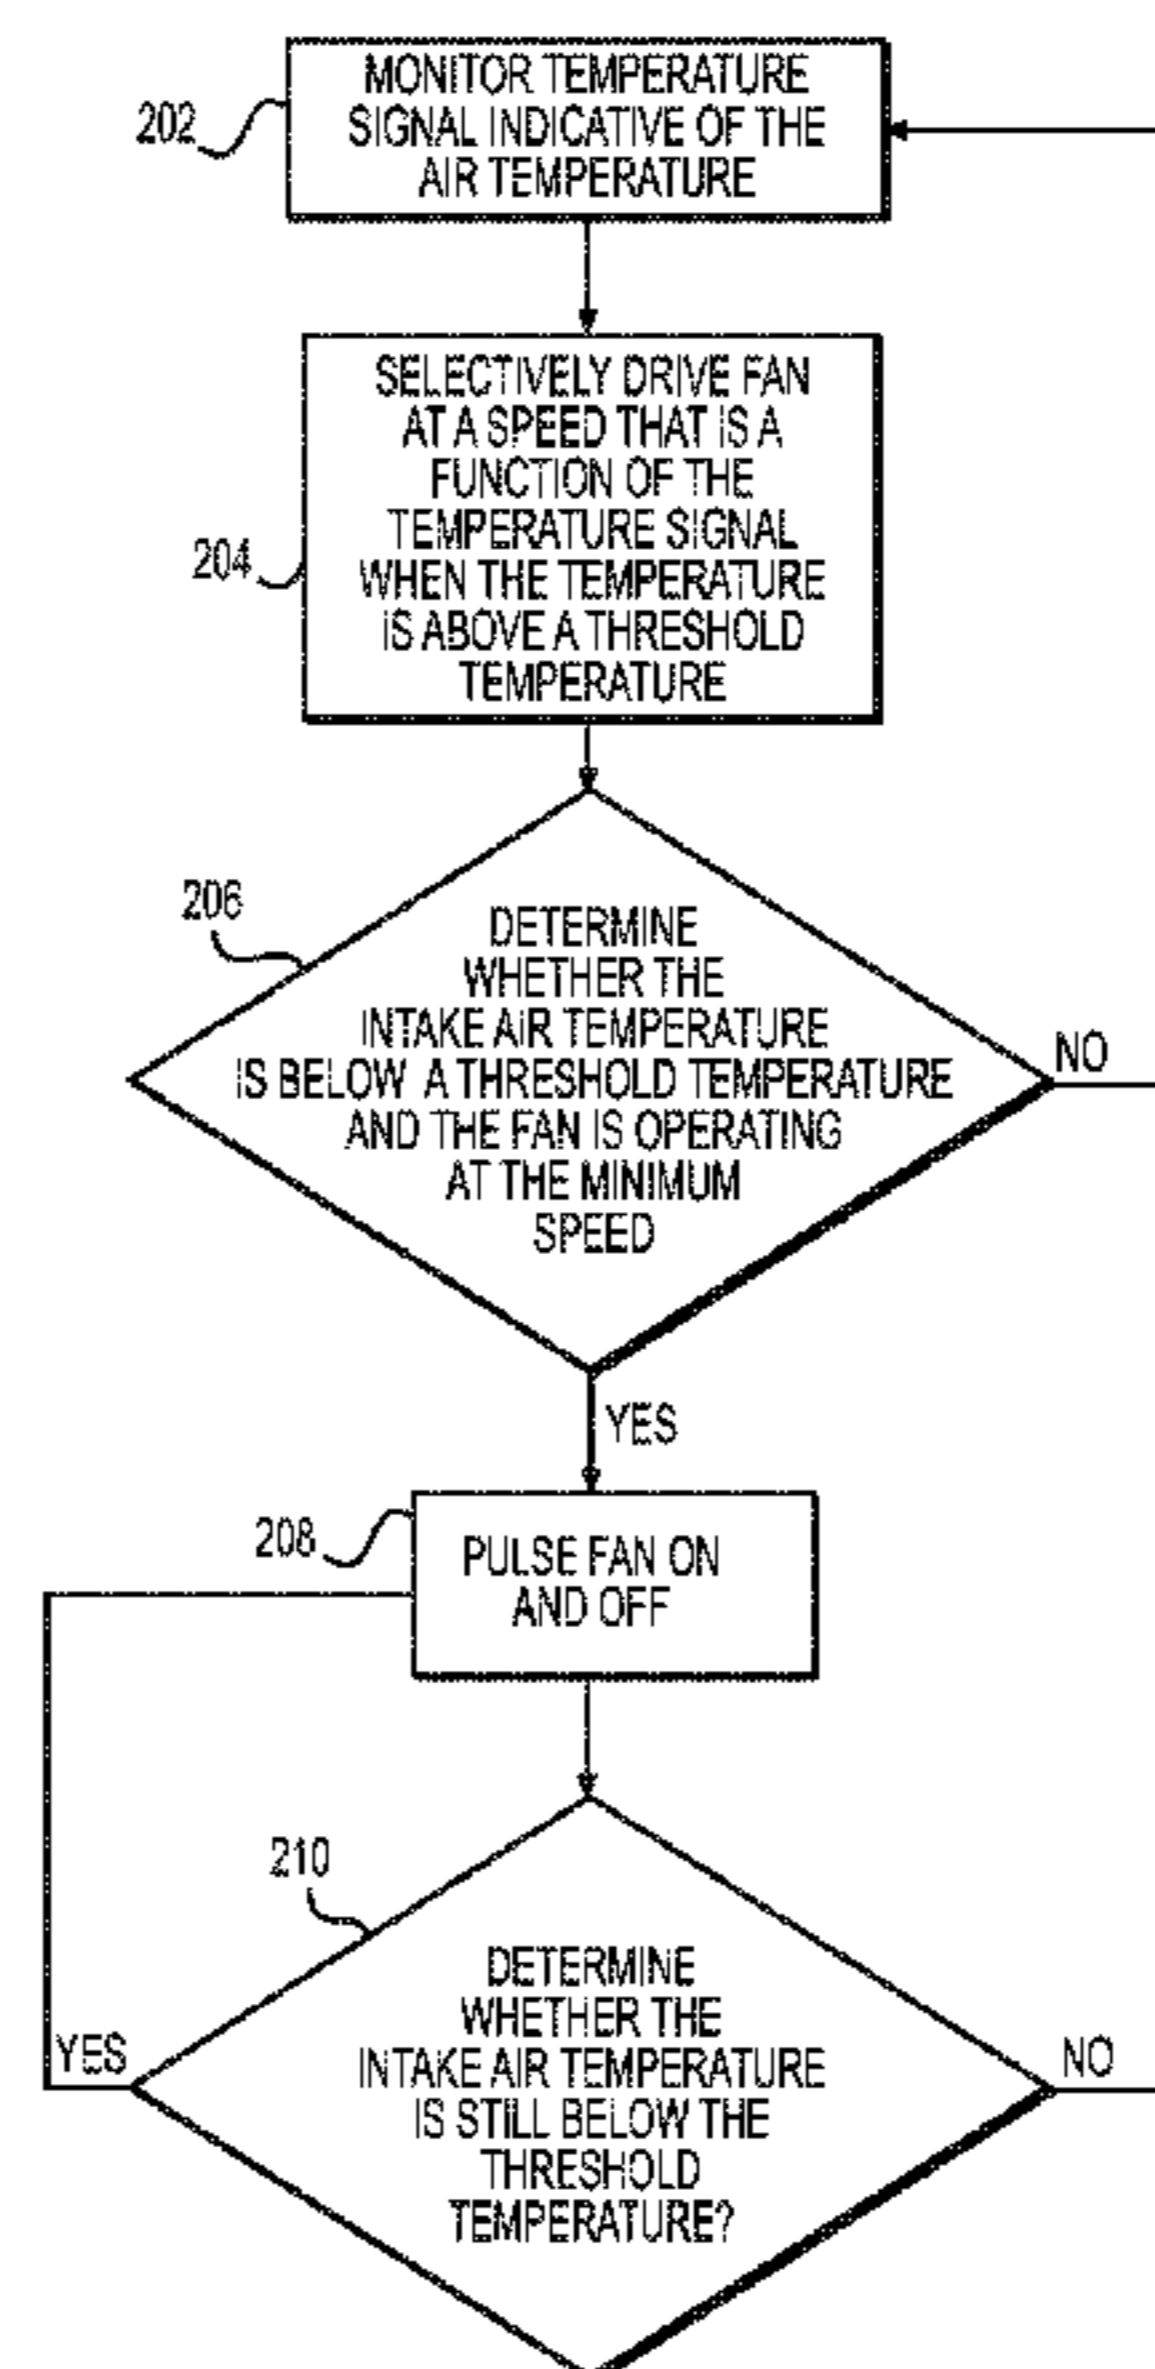 202
MONITOR TEMPERATURE
SIGNAL INDICATIVE OF THE
AIR TEMPERATURE
204
SELECTIVELY DRIVE FAN
AT A SPEED THAT IS A
FUNCTION OF THE
TEMPERATURE SIGNAL
WHEN THE TEMPERATURE
IS ABOVE A THRESHOLD
TEMPERATURE
206
DETERMINE
WHETHER THE
INTAKE AIR TEMPERATURE
IS BELOW A THRESHOLD TEMPERATURE
AND THE FAN IS OPERATING
AT THE MINIMUM
SPEED
NO
YES
208
PULSE FAN ON
AND OFF
210
DETERMINE
WHETHER THE
INTAKE AIR TEMPERATURE
IS STILL BELOW THE
THRESHOLD
TEMPERATURE?
YES
NO